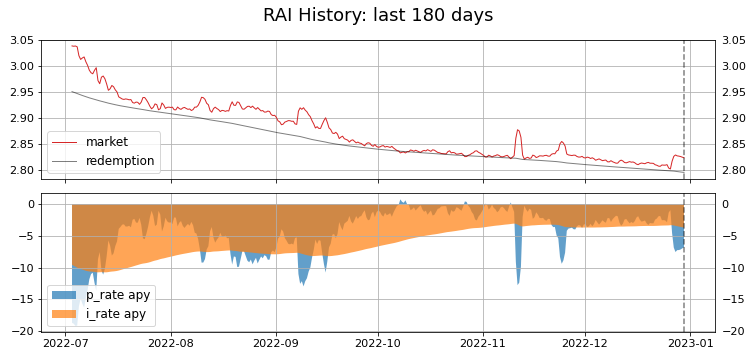 RAI History: last 180 days
3.05 3.05
3.00 3.00
2.95 2.95
2.90 2.90
2.85 2.85
2.80 2.80
market
redemption
0 0
−5 −5
−10 −10
−15 −15
−20 −20
p_rate apy
i_rate apy
2022-07 2022-08 2022-09 2022-10 2022-11 2022-12 2023-01